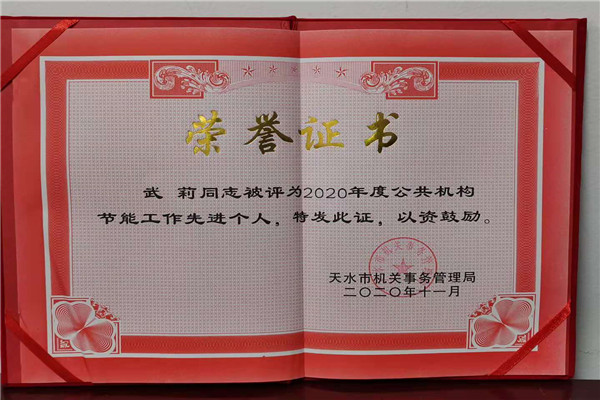 荣誉证书
武 莉同志被评为2020年度公共机构
节能工作先进个人，特发此证，以资鼓励。
天水市机关事务管理局
二〇二〇年十一月